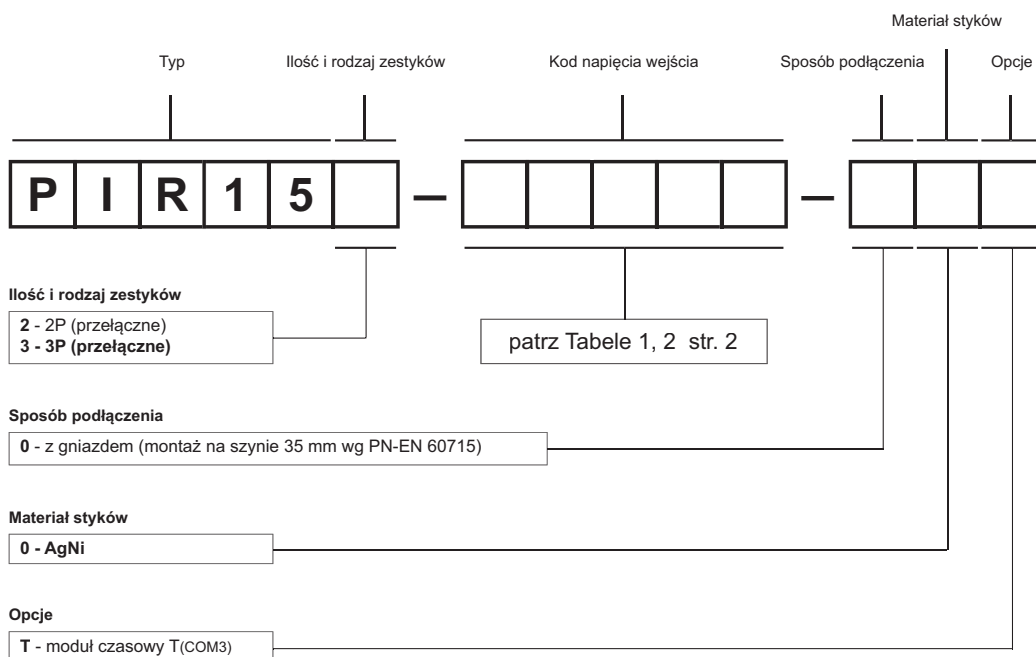 Materiał styków
Typ Ilość i rodzaj zestyków Kod napięcia wejścia Sposób podłączenia Opcje
P I R 1 5 – –
Ilość i rodzaj zestyków
2 - 2P (przełączne)
3 - 3P (przełączne)
patrz Tabele 1, 2 str. 2
Sposób podłączenia
0 - z gniazdem (montaż na szynie 35 mm wg PN-EN 60715)
Materiał styków
0 - AgNi
Opcje
T - moduł czasowy T(COM3)